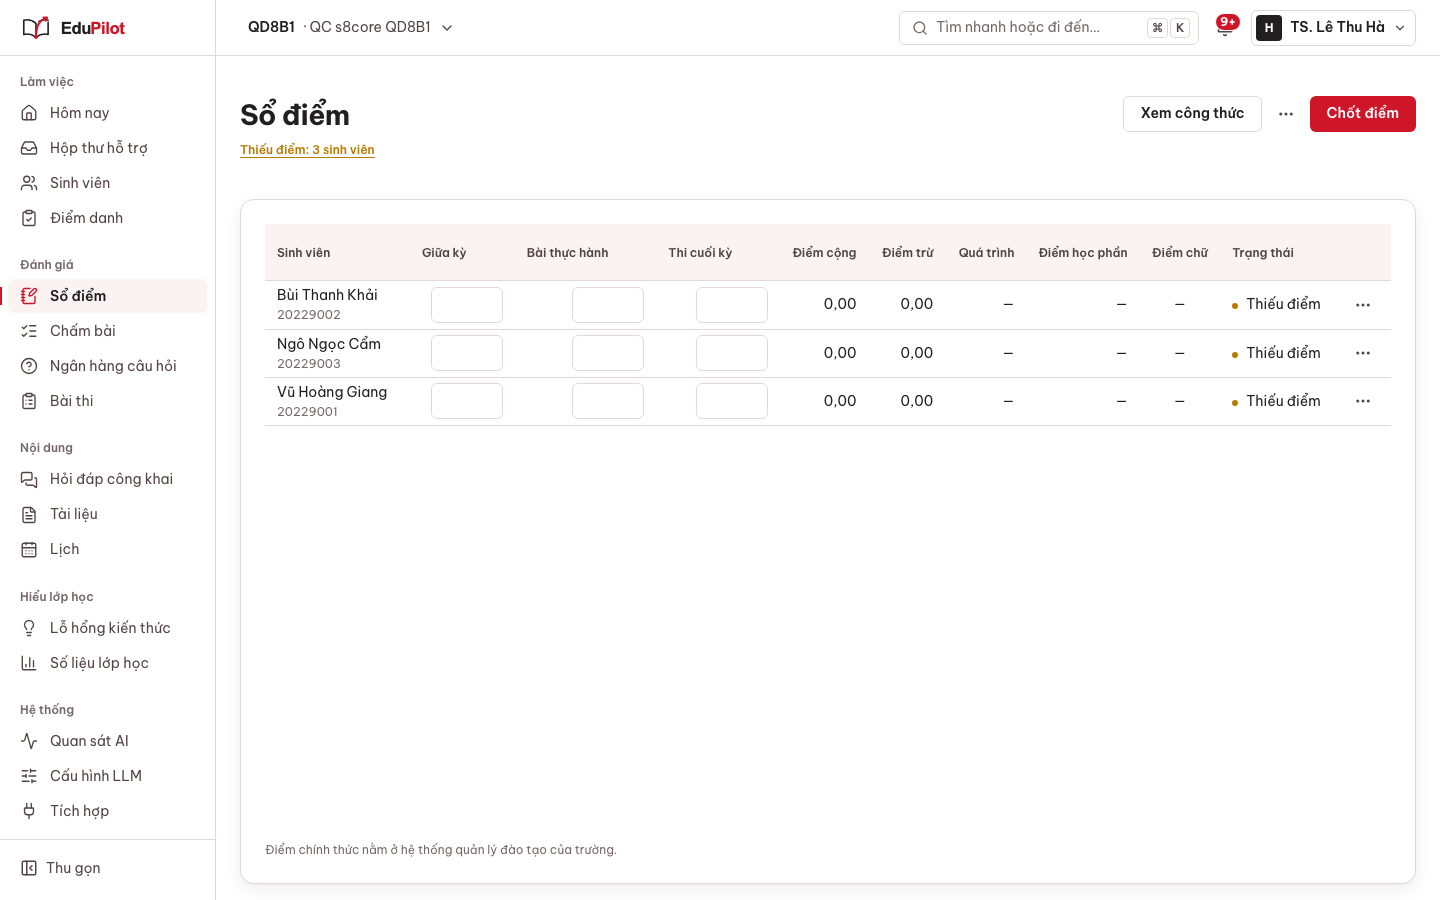 EduPilot
QD8B1 · QC s8core QD8B1
Tìm nhanh hoặc đi đến... ⌘ K
9+
H TS. Lê Thu Hà
Làm việc
Hôm nay
Hộp thư hỗ trợ
Sinh viên
Điểm danh
Đánh giá
Sổ điểm
Chấm bài
Ngân hàng câu hỏi
Bài thi
Nội dung
Hỏi đáp công khai
Tài liệu
Lịch
Hiểu lớp học
Lỗ hổng kiến thức
Số liệu lớp học
Hệ thống
Quan sát AI
Cấu hình LLM
Tích hợp
Thu gọn
Sổ điểm
Thiếu điểm: 3 sinh viên
Xem công thức
Chốt điểm
Sinh viên Giữa kỳ Bài thực hành Thi cuối kỳ Điểm cộng Điểm trừ Quá trình Điểm học phần Điểm chữ Trạng thái
Bùi Thanh Khải 0,00 0,00 – – – Thiếu điểm
20229002
Ngô Ngọc Cẩm 0,00 0,00 – – – Thiếu điểm
20229003
Vũ Hoàng Giang 0,00 0,00 – – – Thiếu điểm
20229001
Điểm chính thức nằm ở hệ thống quản lý đào tạo của trường.